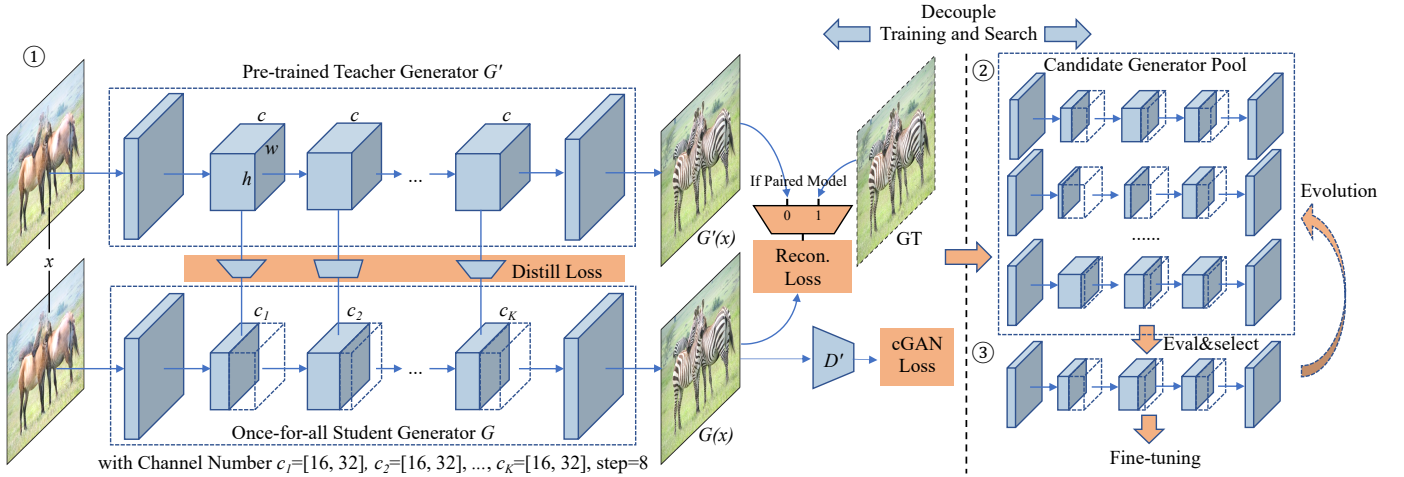 ①
Pre-trained Teacher Generator G′
c
c
c
w
h
...
x
Distill Loss
c1
c2
cK
...
Once-for-all Student Generator G
with Channel Number c1=[16, 32], c2=[16, 32], ..., cK=[16, 32], step=8
G′(x)
G(x)
If Paired Model
0 1
Recon.
Loss
GT
D′
cGAN
Loss
Decouple
Training and Search
②
Candidate Generator Pool
......
Evolution
Eval&select
③
Fine-tuning